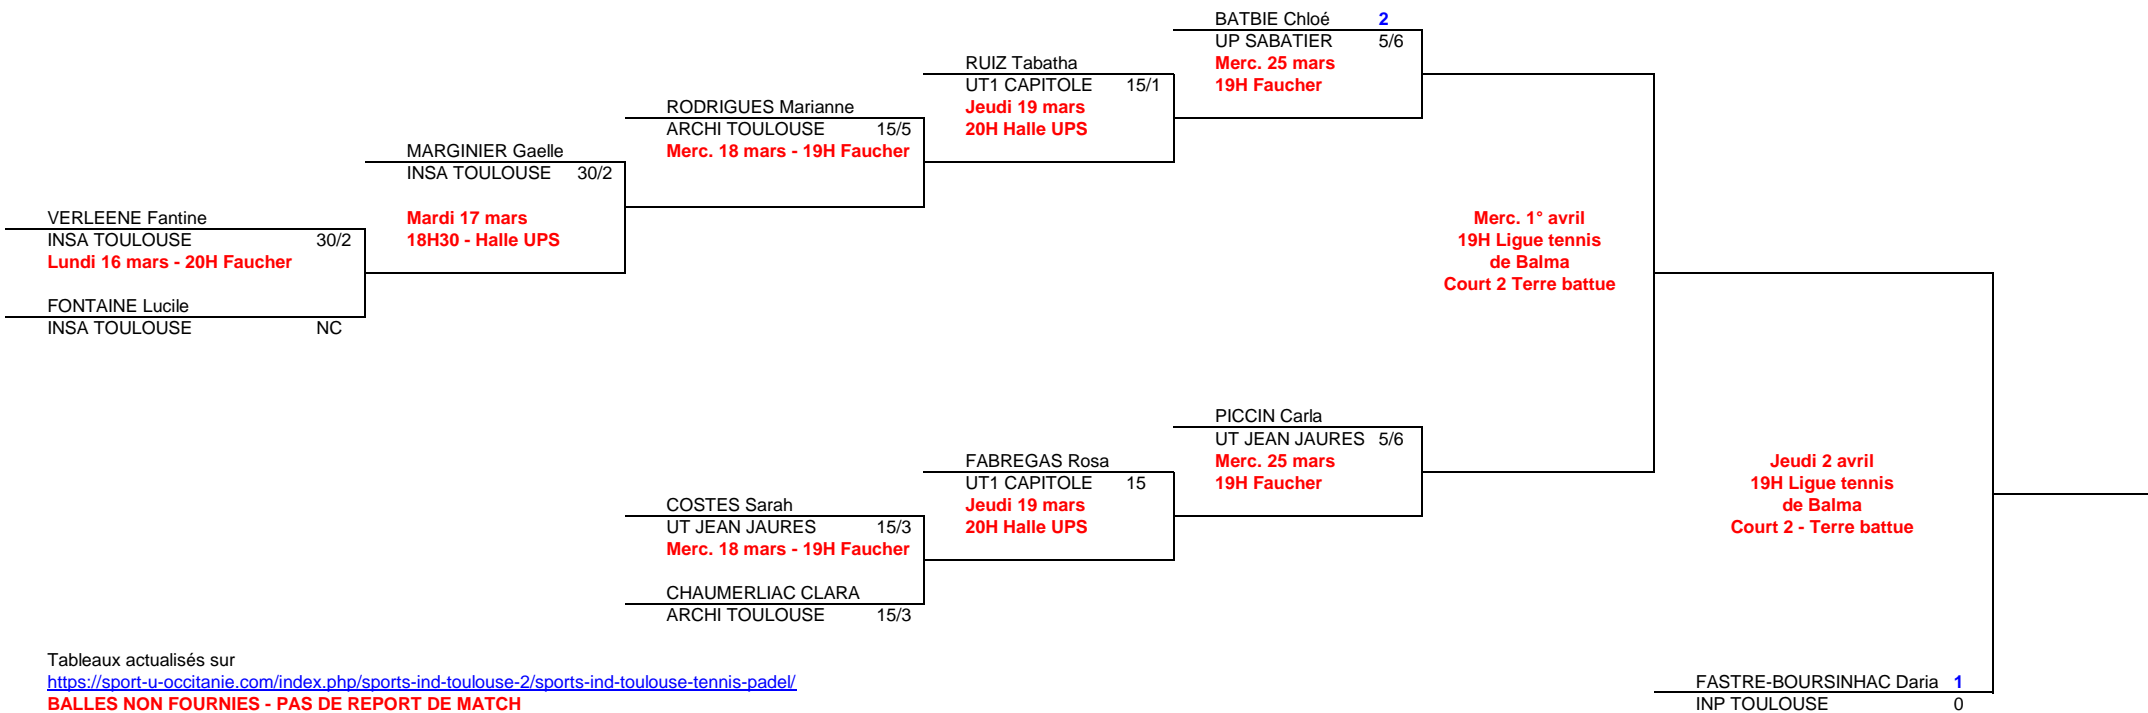 BATBIE Chloé 2
UP SABATIER 5/6
Merc. 25 mars
19H Faucher
RUIZ Tabatha
UT1 CAPITOLE 15/1
Jeudi 19 mars
20H Halle UPS
RODRIGUES Marianne
ARCHI TOULOUSE 15/5
Merc. 18 mars - 19H Faucher
MARGINIER Gaelle
INSA TOULOUSE 30/2
Mardi 17 mars
18H30 - Halle UPS
VERLEENE Fantine
INSA TOULOUSE 30/2
Lundi 16 mars - 20H Faucher
FONTAINE Lucile
INSA TOULOUSE NC
Merc. 1° avril
19H Ligue tennis
de Balma
Court 2 Terre battue
PICCIN Carla
UT JEAN JAURES 5/6
Merc. 25 mars
19H Faucher
FABREGAS Rosa
UT1 CAPITOLE 15
Jeudi 19 mars
20H Halle UPS
COSTES Sarah
UT JEAN JAURES 15/3
Merc. 18 mars - 19H Faucher
CHAUMERLIAC CLARA
ARCHI TOULOUSE 15/3
Jeudi 2 avril
19H Ligue tennis
de Balma
Court 2 - Terre battue
FASTRE-BOURSINHAC Daria 1
INP TOULOUSE 0
Tableaux actualisés sur
https://sport-u-occitanie.com/index.php/sports-ind-toulouse-2/sports-ind-toulouse-tennis-padel/
BALLES NON FOURNIES - PAS DE REPORT DE MATCH